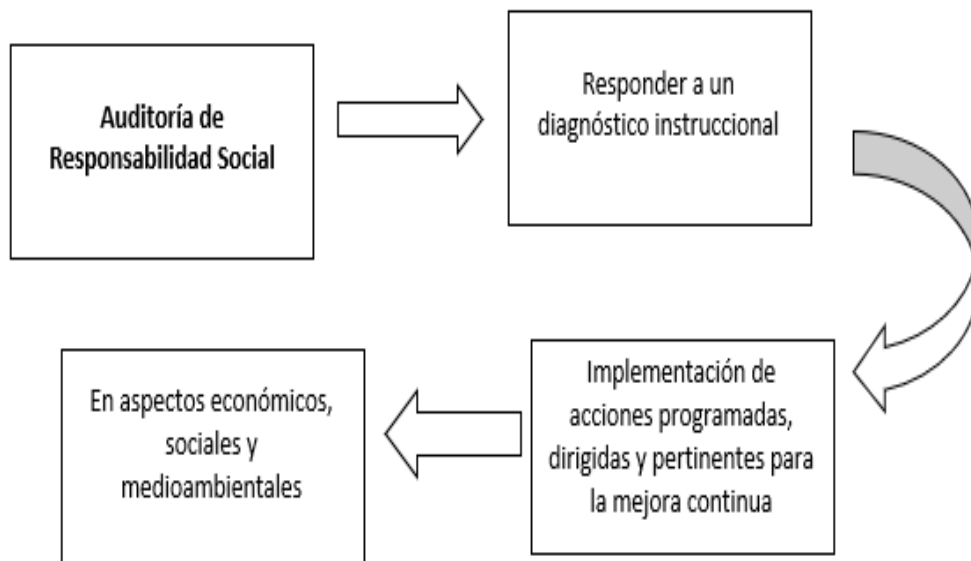 Auditoría de
Responsabilidad Social
Responder a un
diagnóstico instruccional
Implementación de
acciones programadas,
dirigidas y pertinentes para
la mejora continua
En aspectos económicos,
sociales y
medioambientales